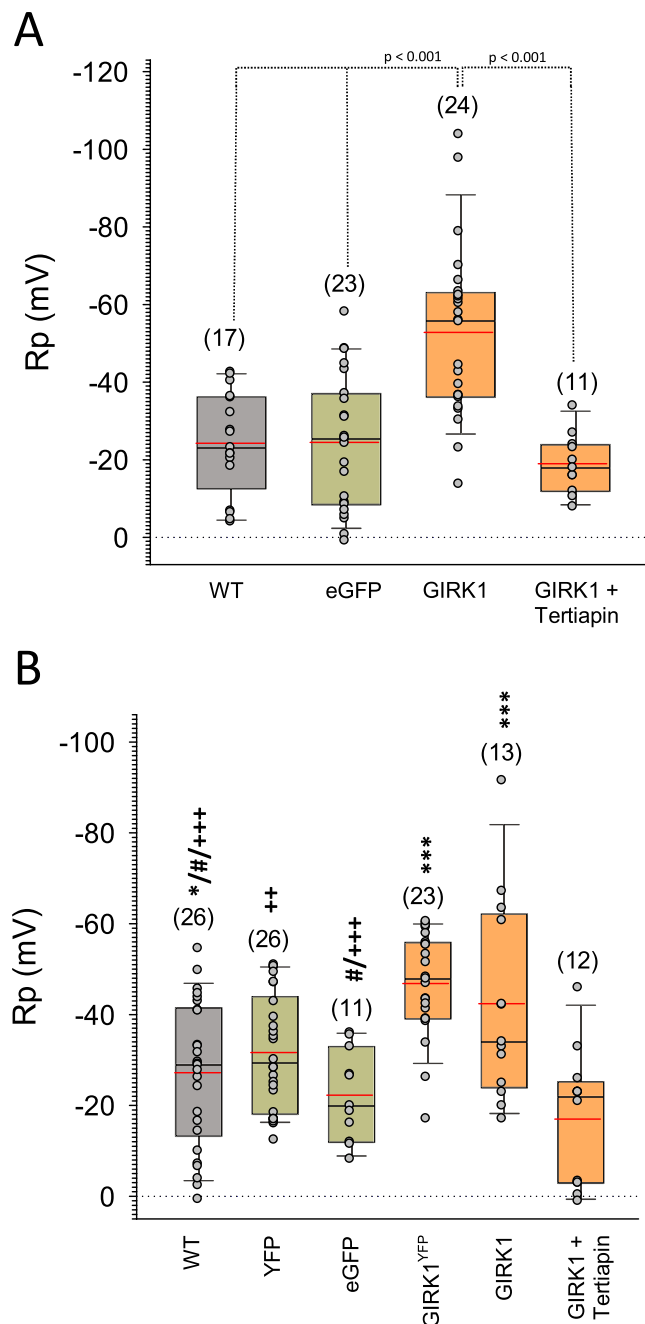 A
p < 0.001
p < 0.001
-120
(24)
-100
-80
(23)
Rp (mV)
-60
(17)
(11)
-40
-20
0
WT
eGFP
GIRK1
GIRK1 +
Tertiapin
B
***
-100
(13)
*/#/+++
***
-80
++
(23)
#/+++
(26)
(26)
Rp (mV)
-60
(12)
(11)
-40
-20
0
WT
YFP
eGFP
GIRK1YFP
GIRK1
GIRK1 +
Tertiapin